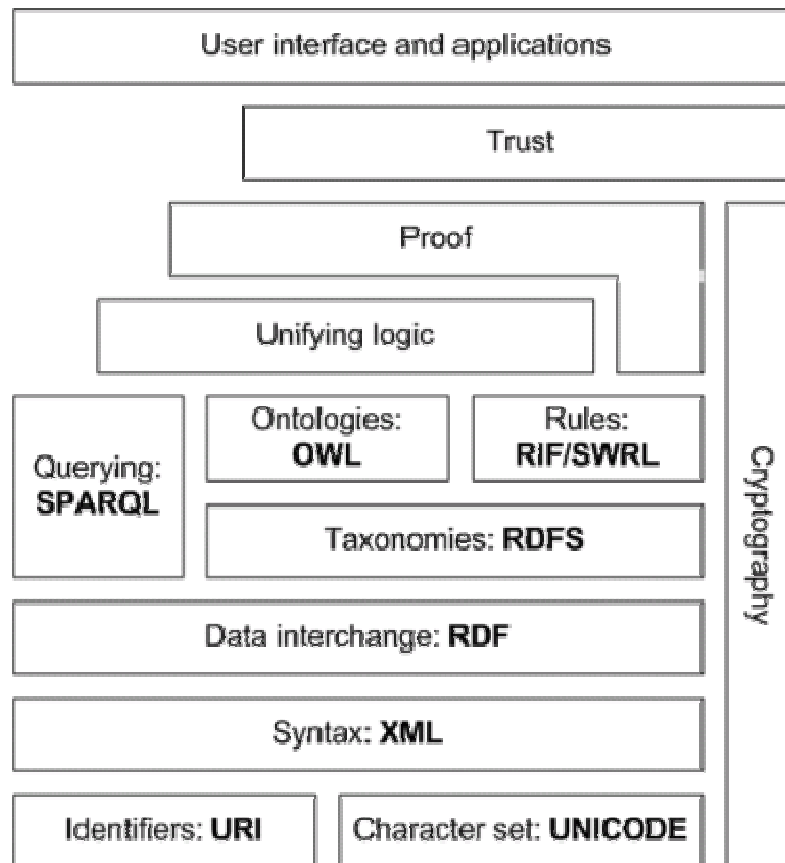 User interface and applications
Trust
Proof
Unifying logic
Querying:
SPARQL
Ontologies:
OWL
Rules:
RIF/SWRL
Taxonomies: RDFS
Cryptography
Data interchange: RDF
Syntax: XML
Identifiers: URI
Character set: UNICODE